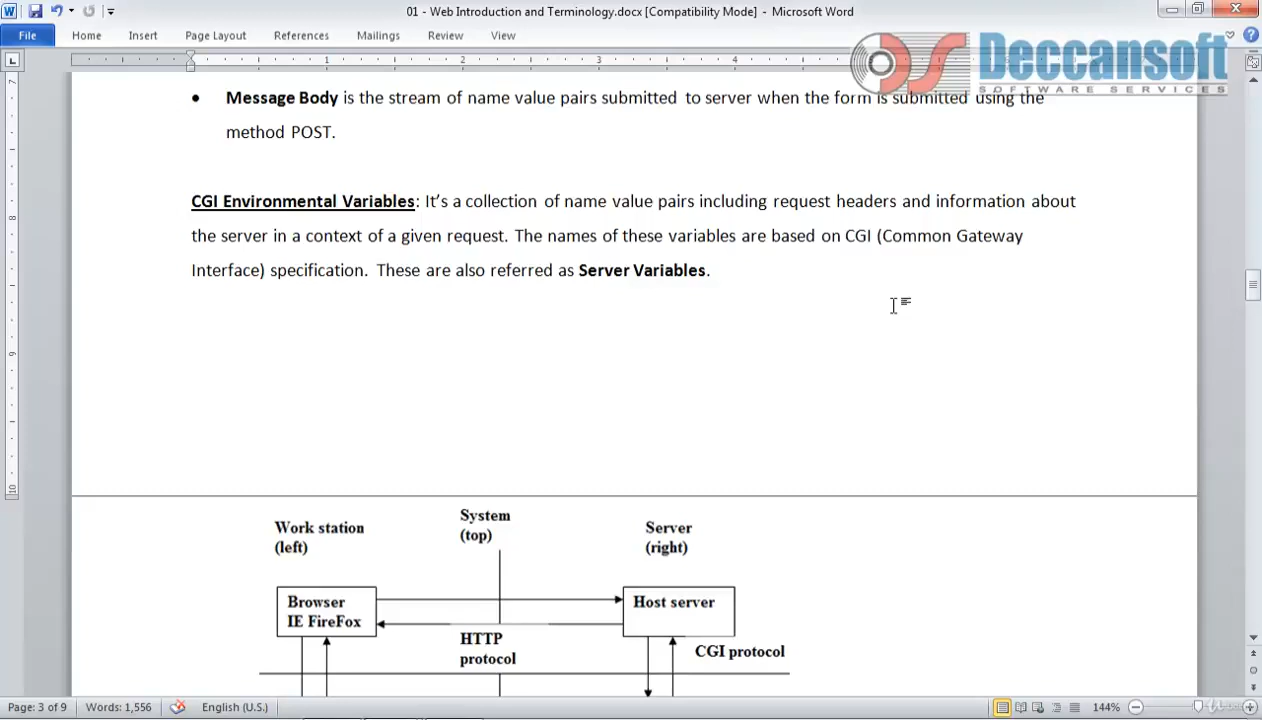 01 - Web Introduction and Terminology.docx [Compatibility Mode] - Microsoft Word
File Home Insert Page Layout References Mailings Review View
Deccansoft
SOFTWARE SERVICES
1 2 3 4
• Message Body is the stream of name value pairs submitted to server when the form is submitted using the
method POST.
CGI Environmental Variables: It's a collection of name value pairs including request headers and information about
the server in a context of a given request. The names of these variables are based on CGI (Common Gateway
Interface) specification. These are also referred as Server Variables.
Work station
(left)
System
(top)
Server
(right)
Browser
IE FireFox
Host server
HTTP
protocol
CGI protocol
Page: 3 of 9 Words: 1,556 English (U.S.) 144%